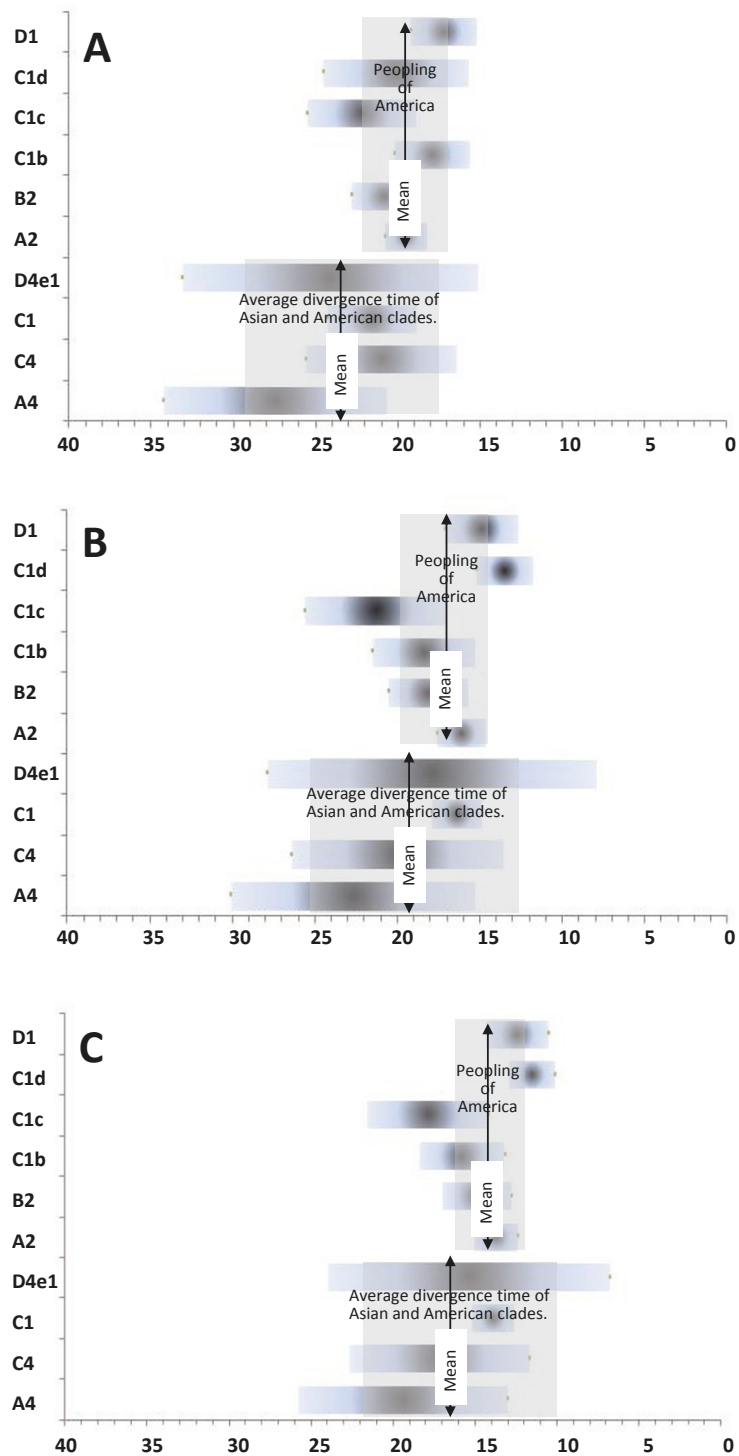 A
D1
C1d
Peopling
of
America
C1c
C1b
Mean
B2
A2
D4e1
Average divergence time of
Asian and American clades.
C1
Mean
C4
A4
40 35 30 25 20 15 10 5 0
B
D1
C1d
Peopling
of
America
C1c
C1b
Mean
B2
A2
D4e1
Average divergence time of
Asian and American clades.
C1
Mean
C4
A4
40 35 30 25 20 15 10 5 0
C
D1
C1d
Peopling
of
America
C1c
C1b
Mean
B2
A2
D4e1
Average divergence time of
Asian and American clades.
C1
Mean
C4
A4
40 35 30 25 20 15 10 5 0